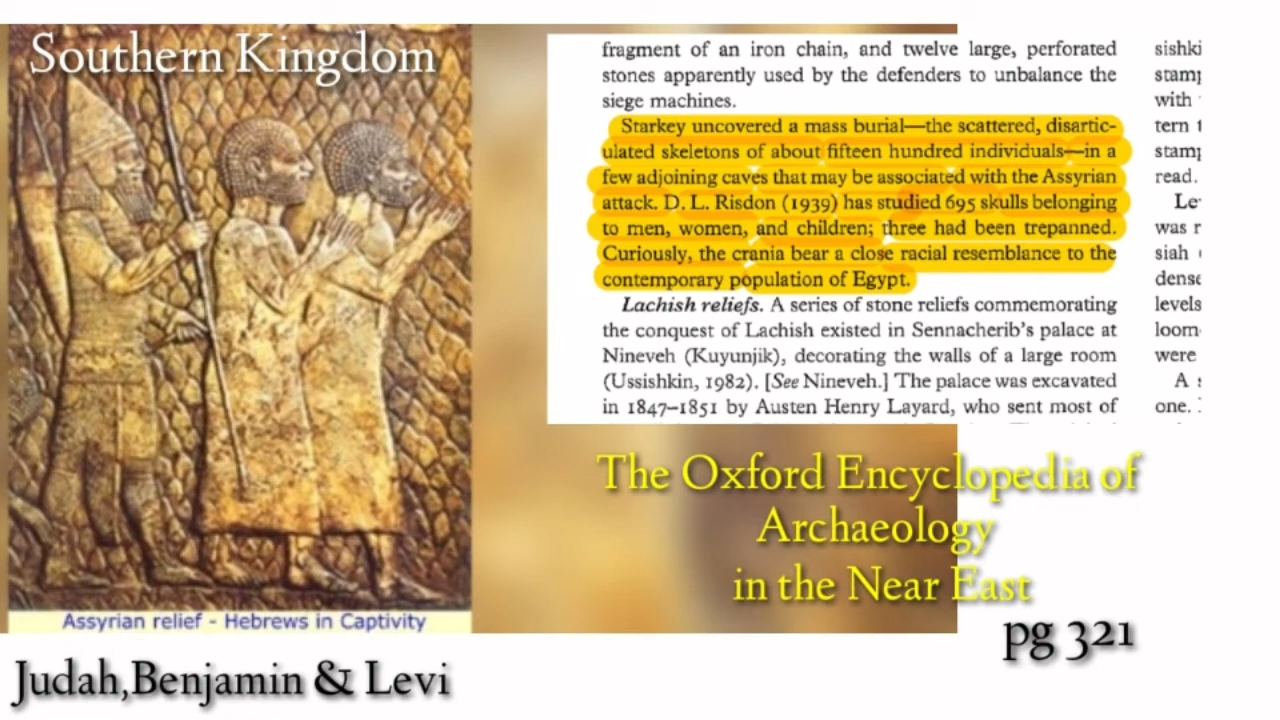 Southern Kingdom
Assyrian relief - Hebrews in Captivity
Judah,Benjamin & Levi
fragment of an iron chain, and twelve large, perforated
stones apparently used by the defenders to unbalance the
siege machines.
Starkey uncovered a mass burial—the scattered, disartic-
ulated skeletons of about fifteen hundred individuals—in a
few adjoining caves that may be associated with the Assyrian
attack. D. L. Risdon (1939) has studied 695 skulls belonging
to men, women, and children; three had been trepanned.
Curiously, the crania bear a close racial resemblance to the
contemporary population of Egypt.
Lachish reliefs. A series of stone reliefs commemorating
the conquest of Lachish existed in Sennacherib's palace at
Nineveh (Kuyunjik), decorating the walls of a large room
(Ussishkin, 1982). [See Nineveh.] The palace was excavated
in 1847–1851 by Austen Henry Layard, who sent most of
sishki
stamp
with
tern
stamp
read.
Le
was r
siah
dense
levels
loom
were
A
one.
The Oxford Encyclopedia of
Archaeology
in the Near East
pg 321